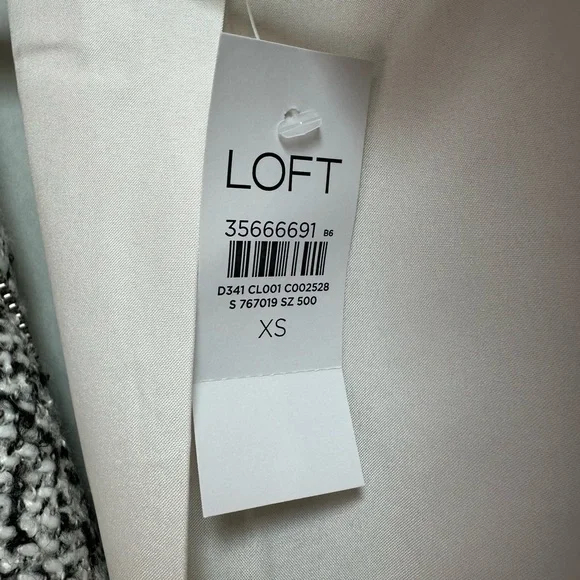 LOFT
35666691 B6
D341 CL001 C002528
S 767019 SZ 500
XS